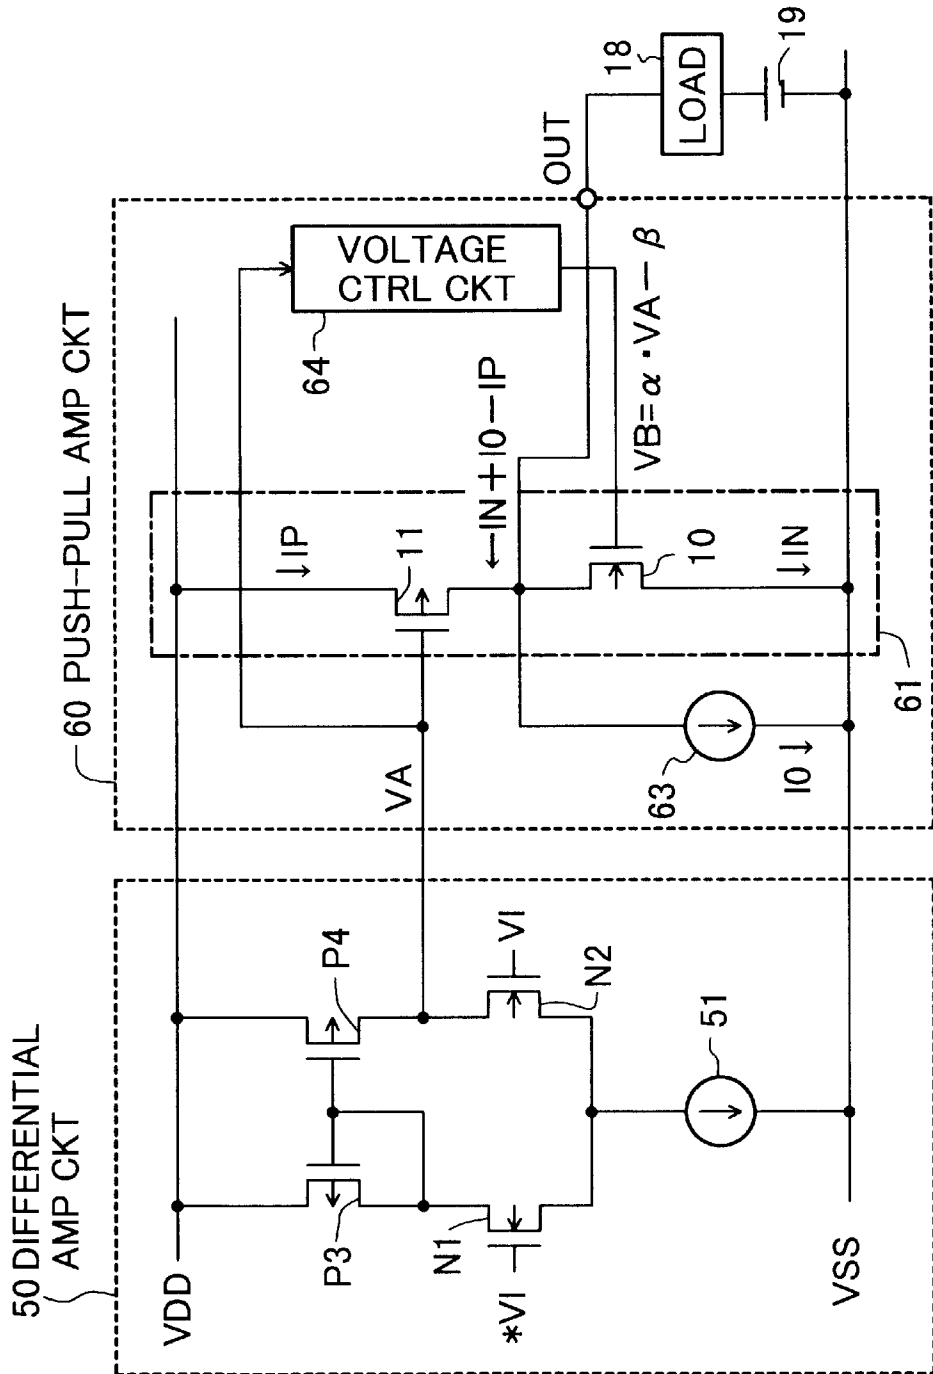 50 DIFFERENTIAL
AMP CKT
60 PUSH-PULL AMP CKT
VDD
P3
P4
N1
*VI
N2
VI
51
VSS
VA
↓IP
11
←IN+I0-IP
10
↓IN
61
63
I0↓
64
VOLTAGE
CTRL CKT
VB=α·VA-β
OUT
18
LOAD
19